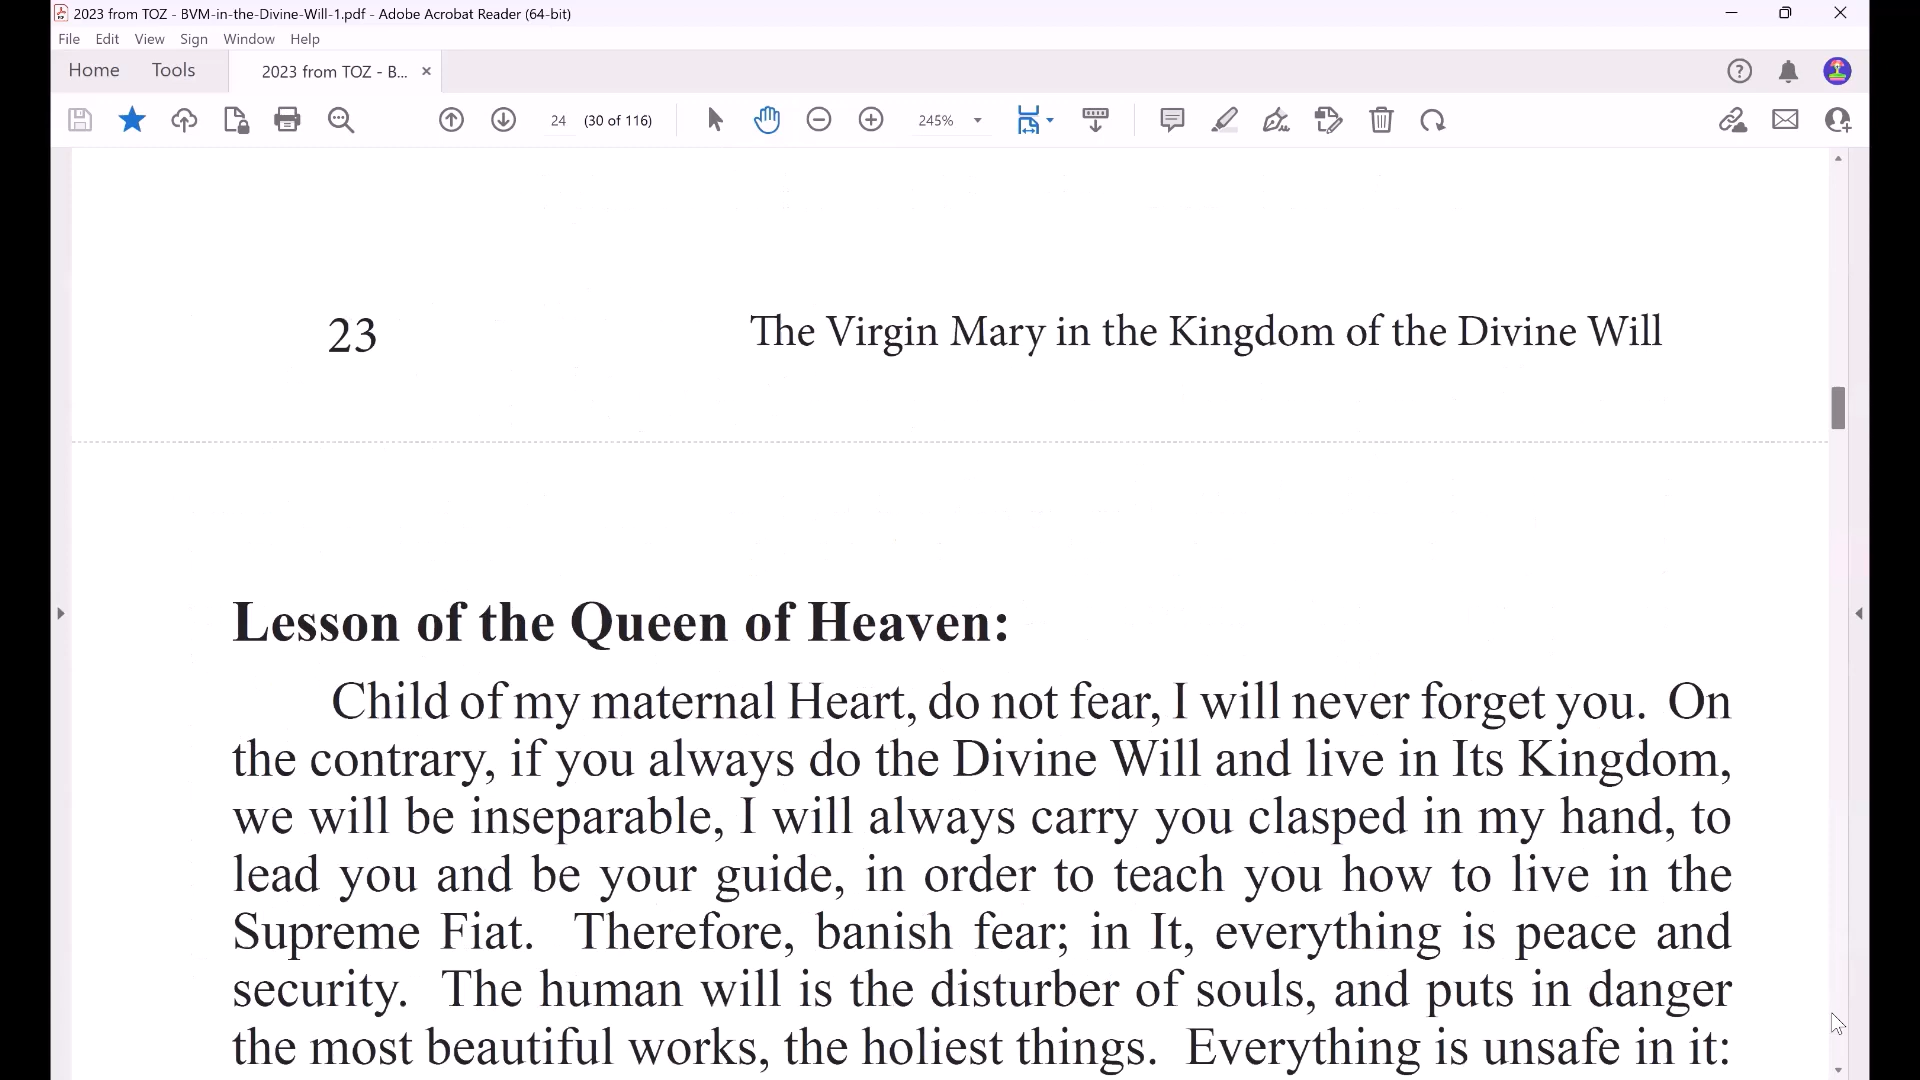 2023 from TOZ - BVM-in-the-Divine-Will-1.pdf - Adobe Acrobat Reader (64-bit)
File Edit View Sign Window Help
Home Tools 2023 from TOZ - B... ×
24 (30 of 116) 245%
23 The Virgin Mary in the Kingdom of the Divine Will
Lesson of the Queen of Heaven:
Child of my maternal Heart, do not fear, I will never forget you. On
the contrary, if you always do the Divine Will and live in Its Kingdom,
we will be inseparable, I will always carry you clasped in my hand, to
lead you and be your guide, in order to teach you how to live in the
Supreme Fiat. Therefore, banish fear; in It, everything is peace and
security. The human will is the disturber of souls, and puts in danger
the most beautiful works, the holiest things. Everything is unsafe in it: